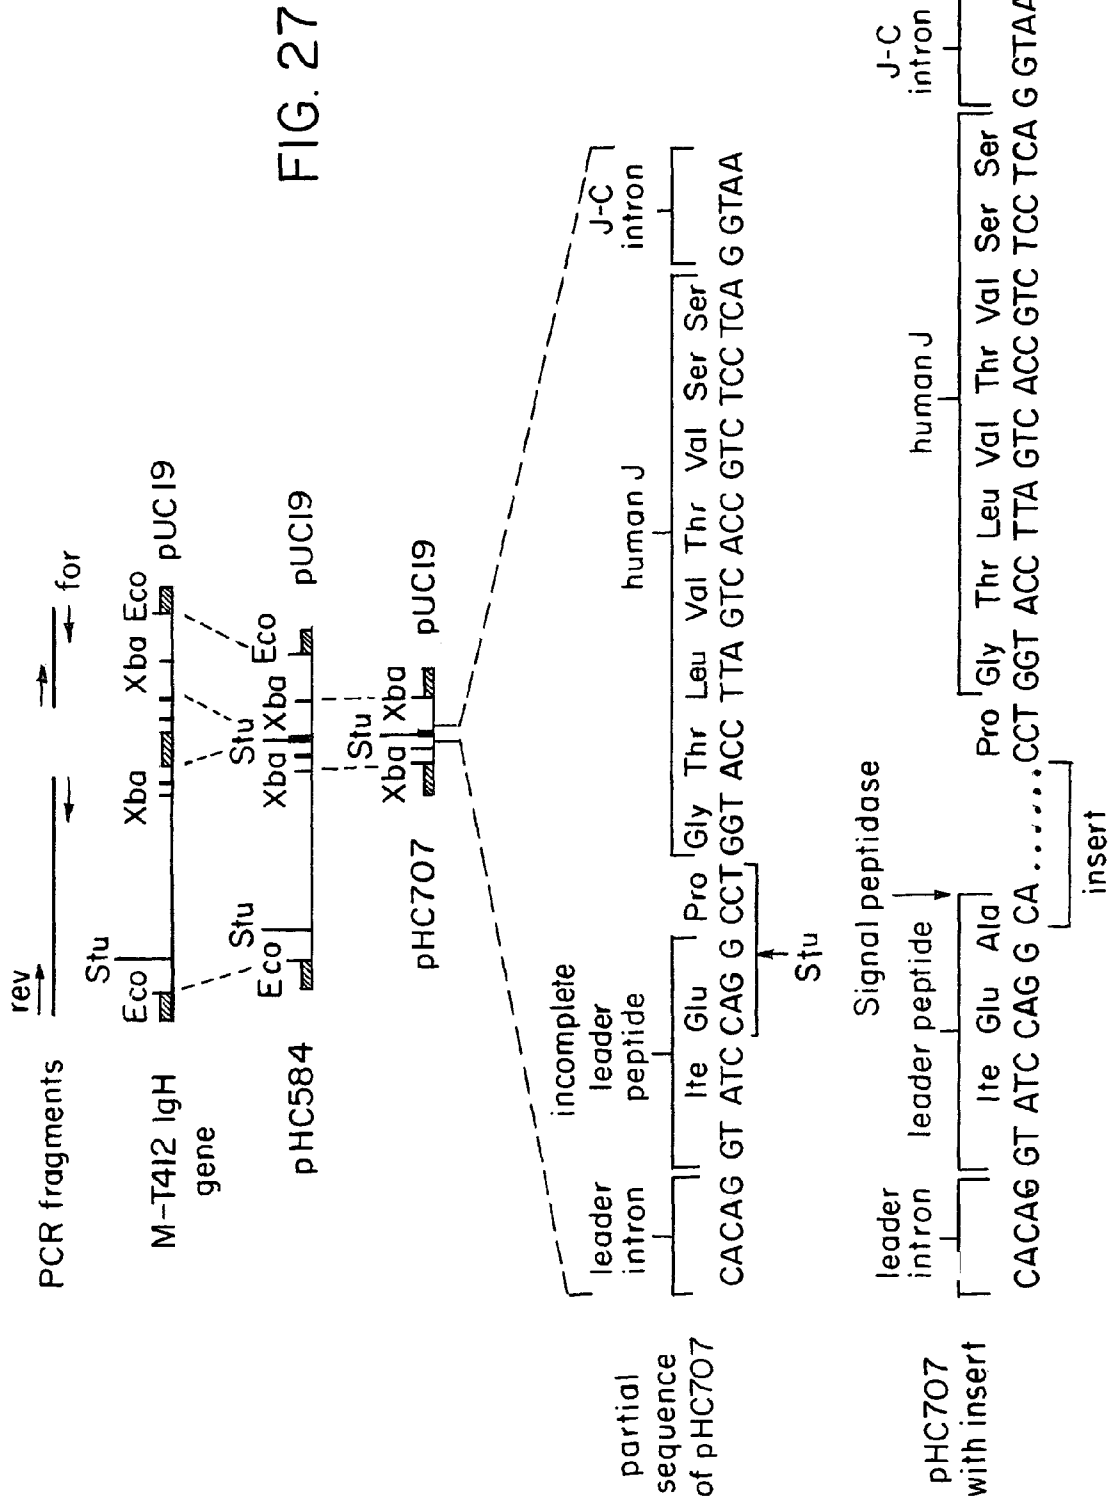 FIG. 27
PCR fragments
rev
for
M-T412 IgH
gene
Eco
Stu
Xba
Xba
Eco
pUC19
pHC584
Eco
Stu
Xba
Stu
Xba
Eco
pUC19
pHC707
Xba
Stu
Xba
pUC19
partial
sequence
of pHC707
leader
intron
incomplete
leader
peptide
human J
J-C
intron
Ite Glu Pro Gly Thr Leu Val Thr Val Ser Ser
CACAG GT ATC CAG G CCT GGT ACC TTA GTC ACC GTC TCC TCA G GTAA
Stu
pHC707
with insert
leader
intron
leader peptide
Signal peptidase
human J
J-C
intron
Ite Glu Ala Pro Gly Thr Leu Val Thr Val Ser Ser
CACAG GT ATC CAG G CA......CCT GGT ACC TTA GTC ACC GTC TCC TCA G GTAA
insert